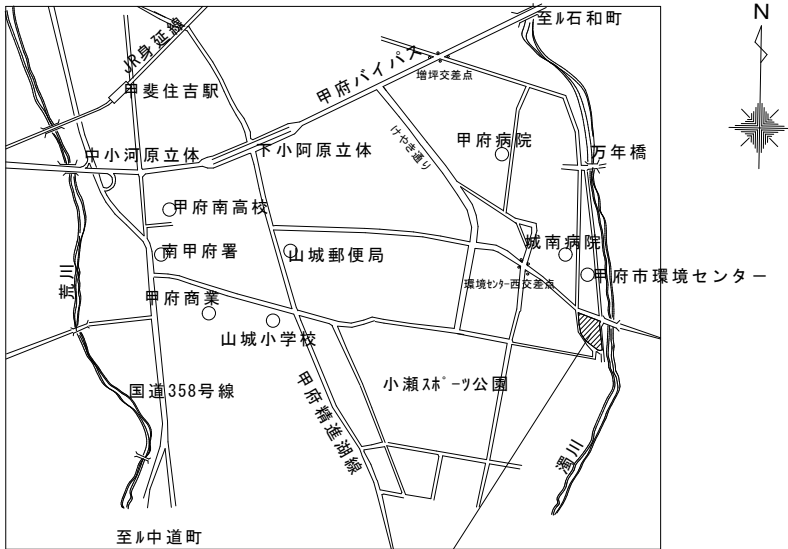 至ル石和町
N
JR身延線
甲斐住吉駅
甲府バイパス
増坪交差点
中小河原立体
下小阿原立体
けやき通り
甲府病院
万年橋
甲府南高校
南甲府署
山城郵便局
城南病院
環境ｾﾝﾀｰ西交差点
甲府市環境センター
荒川
甲府商業
山城小学校
国道358号線
甲府精進湖線
小瀬ｽﾎﾟｰﾂ公園
濁川
至ル中道町